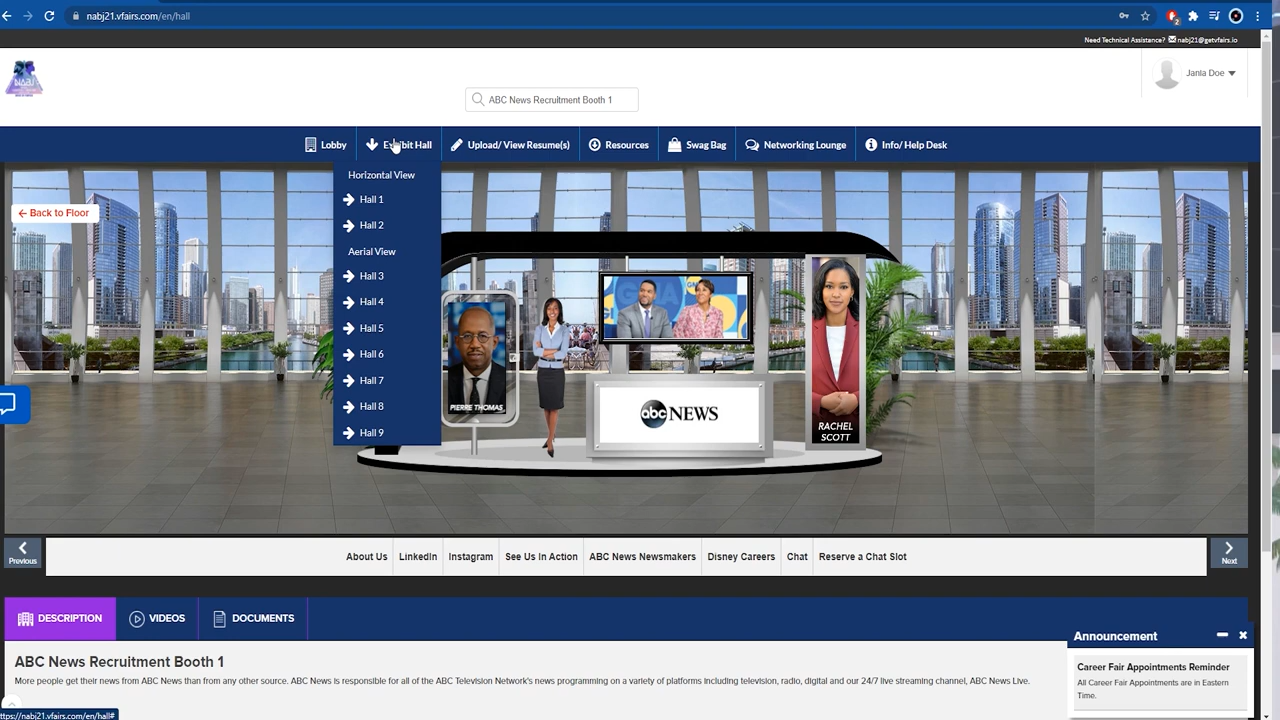 nabj21.vfairs.com/en/hall
Need Technical Assistance? nabj21@getvfairs.io
NABJ
Jania Doe
ABC News Recruitment Booth 1
Lobby
Exhibit Hall
Upload/ View Resume(s)
Resources
Swag Bag
Networking Lounge
Info/ Help Desk
Horizontal View
Hall 1
Hall 2
Aerial View
Hall 3
Hall 4
Hall 5
Hall 6
Hall 7
Hall 8
Hall 9
Back to Floor
PIERRE THOMAS
abc NEWS
RACHEL
SCOTT
Previous
About Us
LinkedIn
Instagram
See Us In Action
ABC News Newsmakers
Disney Careers
Chat
Reserve a Chat Slot
Next
DESCRIPTION
VIDEOS
DOCUMENTS
ABC News Recruitment Booth 1
More people get their news from ABC News than from any other source. ABC News is responsible for all of the ABC Television Network's news programming on a variety of platforms including television, radio, digital and our 24/7 live streaming channel, ABC News Live.
Announcement
Career Fair Appointments Reminder
All Career Fair Appointments are in Eastern
Time.
ttps://nabj21.vfairs.com/en/hall#